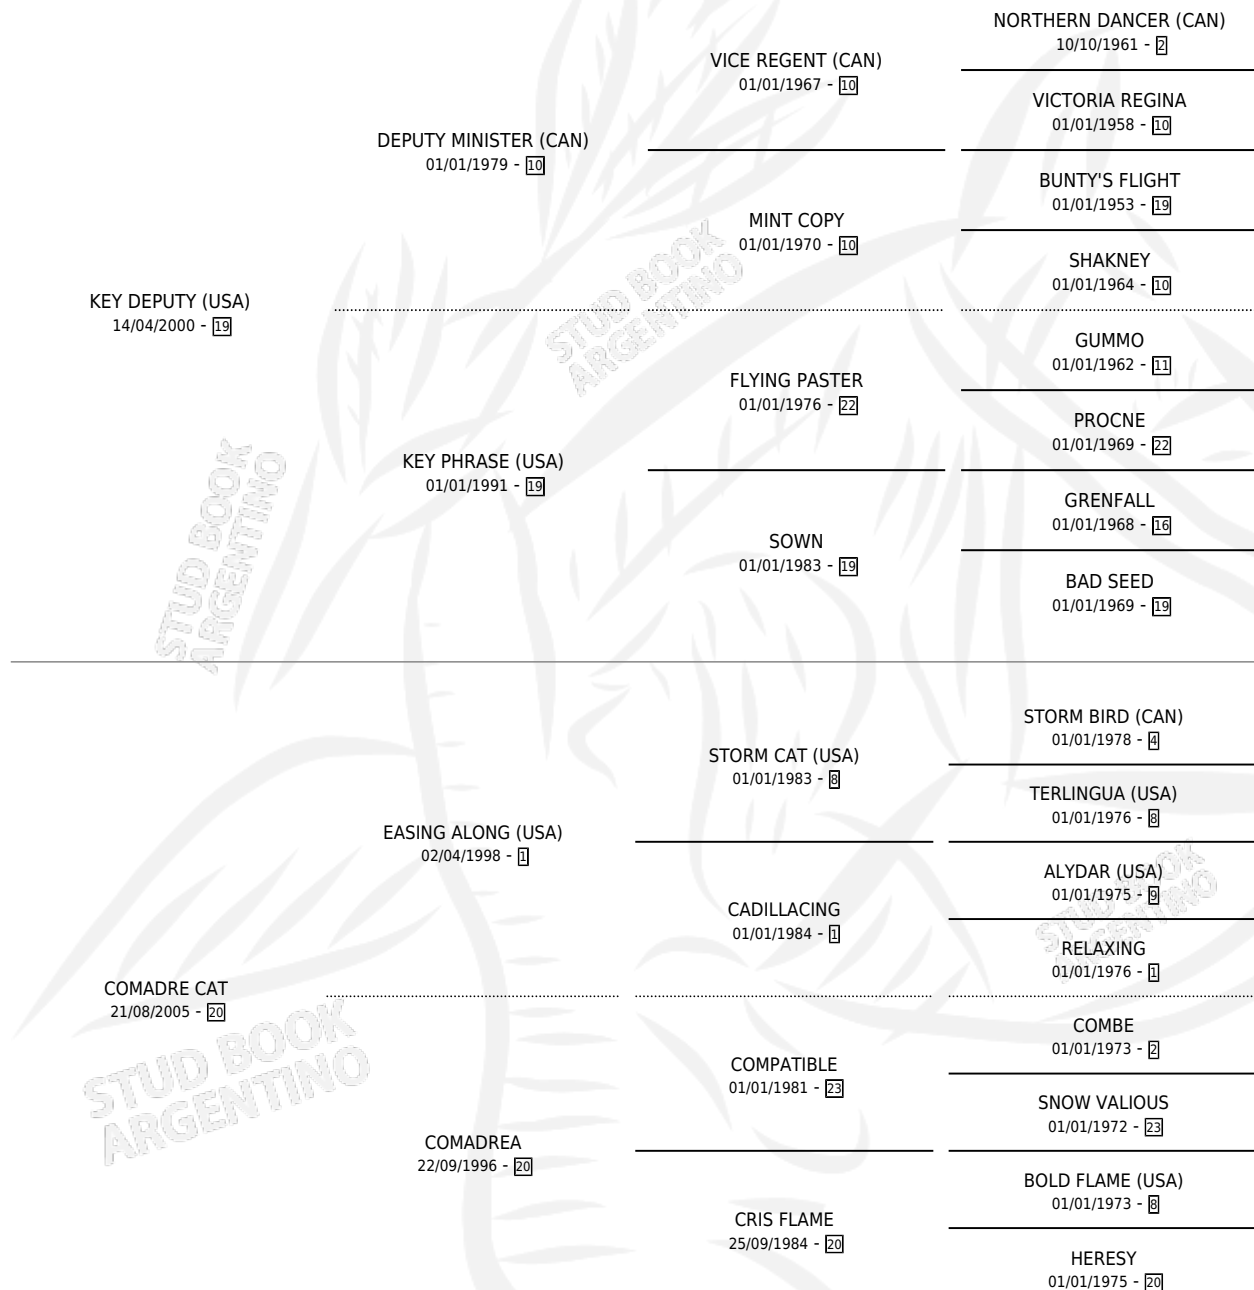 NORTHERN DANCER (CAN)
10/10/1961 - 2
VICE REGENT (CAN)
01/01/1967 - 10
VICTORIA REGINA
01/01/1958 - 10
DEPUTY MINISTER (CAN)
01/01/1979 - 10
BUNTY'S FLIGHT
01/01/1953 - 19
MINT COPY
01/01/1970 - 10
SHAKNEY
01/01/1964 - 10
KEY DEPUTY (USA)
14/04/2000 - 19
GUMMO
01/01/1962 - 11
FLYING PASTER
01/01/1976 - 22
PROCNE
01/01/1969 - 22
KEY PHRASE (USA)
01/01/1991 - 19
GRENFALL
01/01/1968 - 16
SOWN
01/01/1983 - 19
BAD SEED
01/01/1969 - 19
STORM BIRD (CAN)
01/01/1978 - 4
STORM CAT (USA)
01/01/1983 - 8
TERLINGUA (USA)
01/01/1976 - 8
EASING ALONG (USA)
02/04/1998 - 1
ALYDAR (USA)
01/01/1975 - 9
CADILLACING
01/01/1984 - 1
RELAXING
01/01/1976 - 1
COMADRE CAT
21/08/2005 - 20
COMBE
01/01/1973 - 2
COMPATIBLE
01/01/1981 - 23
SNOW VALIOUS
01/01/1972 - 23
COMADREA
22/09/1996 - 20
BOLD FLAME (USA)
01/01/1973 - 8
CRIS FLAME
25/09/1984 - 20
HERESY
01/01/1975 - 20
STUD BOOK
ARGENTINO
STUD BOOK
ARGENTINO
STUD BOOK
ARGENTINO
STUD BOOK
ARGENTINO